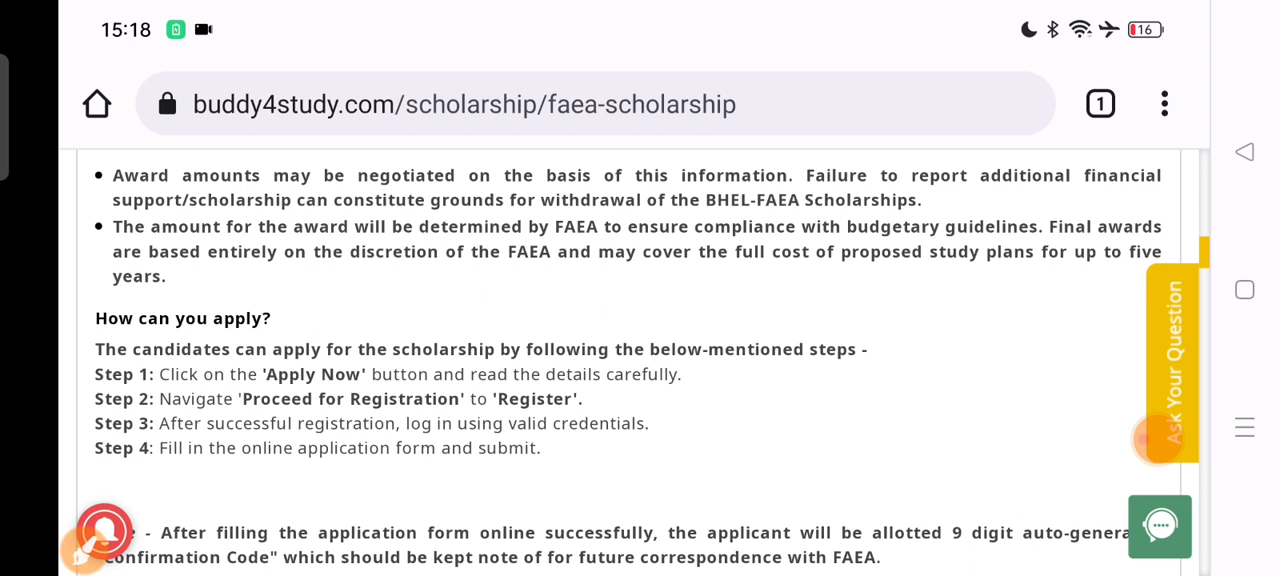 15:18
16
buddy4study.com/scholarship/faea-scholarship
1
Award amounts may be negotiated on the basis of this information. Failure to report additional financial
support/scholarship can constitute grounds for withdrawal of the BHEL-FAEA Scholarships.
The amount for the award will be determined by FAEA to ensure compliance with budgetary guidelines. Final awards
are based entirely on the discretion of the FAEA and may cover the full cost of proposed study plans for up to five
years.
How can you apply?
The candidates can apply for the scholarship by following the below-mentioned steps -
Step 1: Click on the 'Apply Now' button and read the details carefully.
Step 2: Navigate 'Proceed for Registration' to 'Register'.
Step 3: After successful registration, log in using valid credentials.
Step 4: Fill in the online application form and submit.
Ask Your Question
- After filling the application form online successfully, the applicant will be allotted 9 digit
Confirmation Code" which should be kept note of for future correspondence with FAEA.